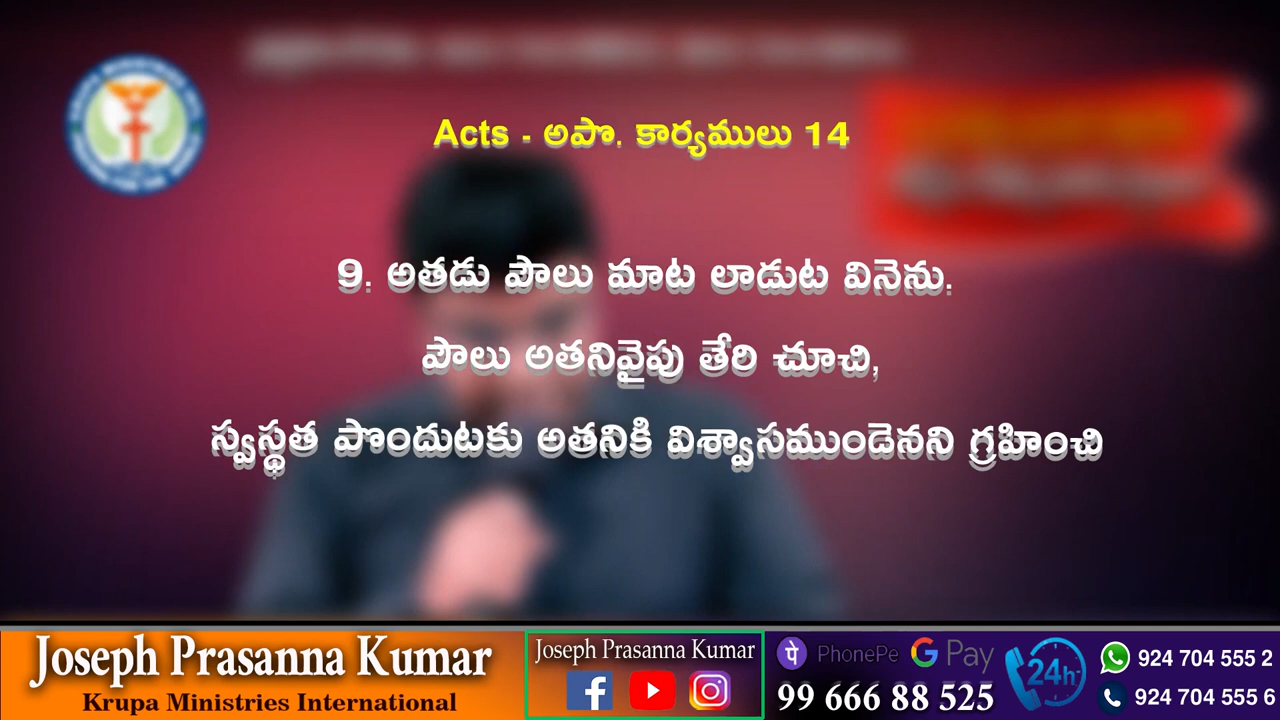 Acts - అపొ. కార్యములు 14
9. అతడు పౌలు మాట లాడుట వినెను.
పౌలు అతనివైపు తేరి చూచి,
స్వస్థత పొందుటకు అతనికి విశ్వాసముండెనని గ్రహించి
Joseph Prasanna Kumar
Krupa Ministries International
Joseph Prasanna Kumar
PhonePe G Pay
99 666 88 525
24h
924 704 555 2
924 704 555 6